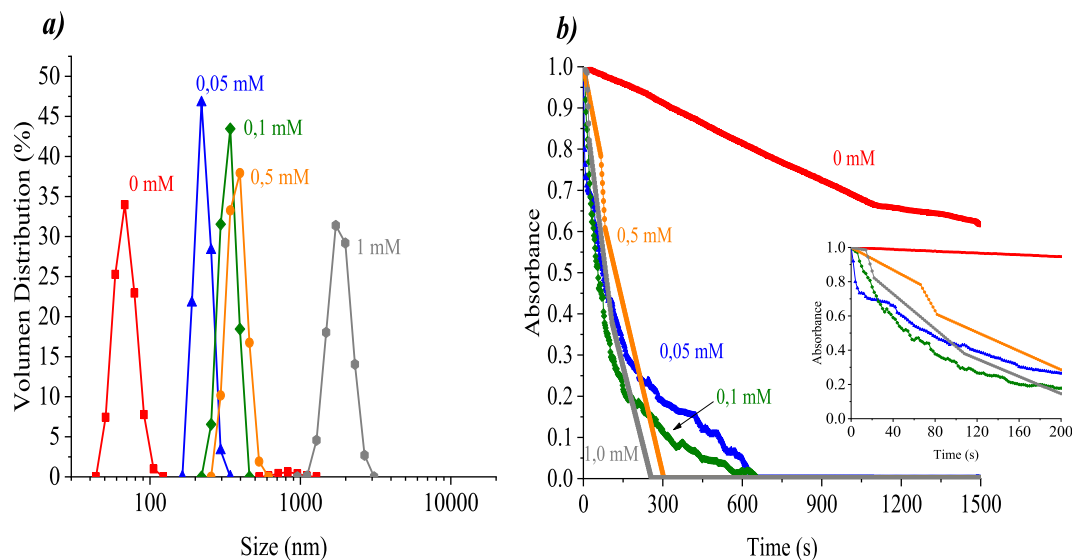 a)
Volumen Distribution (%)
50
45
40
35
30
25
20
15
10
5
0
0 mM
0,05 mM
0,1 mM
0,5 mM
1 mM
100
1000
10000
Size (nm)
b)
Absorbance
1.0
0.9
0.8
0.7
0.6
0.5
0.4
0.3
0.2
0.1
0.0
0 mM
0,5 mM
0,05 mM
0,1 mM
1,0 mM
0
300
600
900
1200
1500
Time (s)
Absorbance
1.0
0.8
0.6
0.4
0.2
0.0
0
40
80
120
160
200
Time (s)